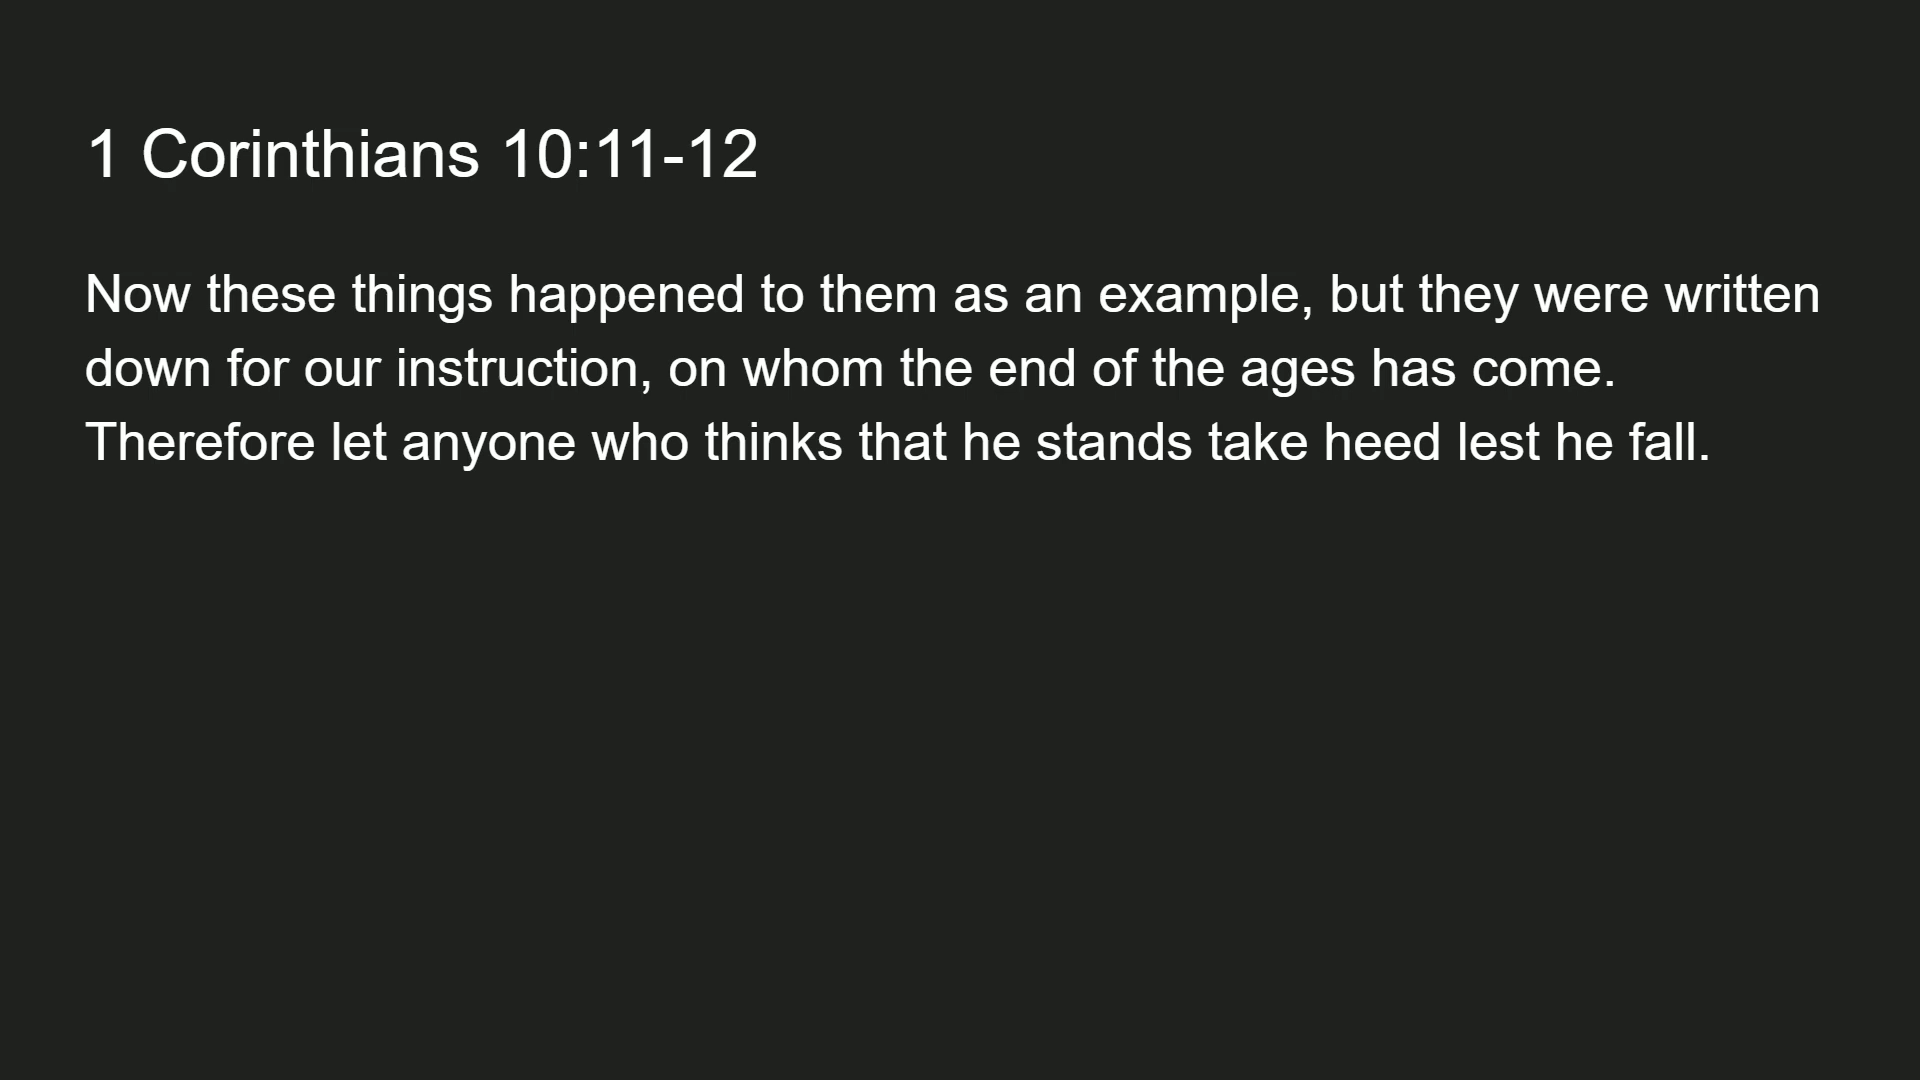 1 Corinthians 10:11-12
Now these things happened to them as an example, but they were written
down for our instruction, on whom the end of the ages has come.
Therefore let anyone who thinks that he stands take heed lest he fall.